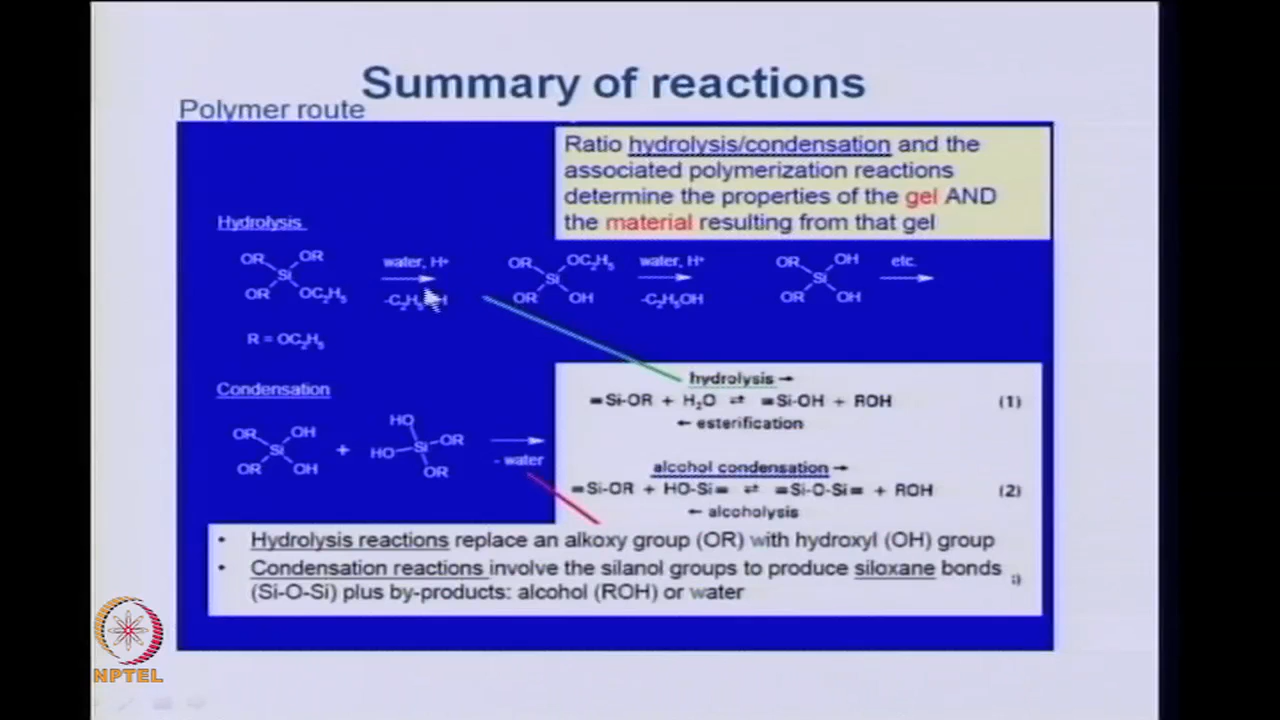 Summary of reactions
Polymer route
Ratio hydrolysis/condensation and the
associated polymerization reactions
determine the properties of the gel AND
the material resulting from that gel
Hydrolysis
OR OR Si OR OC₂H₅
water, H⁺
-C₂H₅OH
OR OC₂H₅ Si OR OH
water, H⁺
-C₂H₅OH
OR OH Si OR OH
etc.
R = OC₂H₅
Condensation
OR OH Si OR OH
+
HO Si OR HO OR
- water
hydrolysis →
≡Si-OR + H₂O ⇌ ≡Si-OH + ROH (1)
← esterification
alcohol condensation →
≡Si-OR + HO-Si≡ ⇌ ≡Si-O-Si≡ + ROH (2)
← alcoholysis
• Hydrolysis reactions replace an alkoxy group (OR) with hydroxyl (OH) group
• Condensation reactions involve the silanol groups to produce siloxane bonds
(Si-O-Si) plus by-products: alcohol (ROH) or water
NPTEL